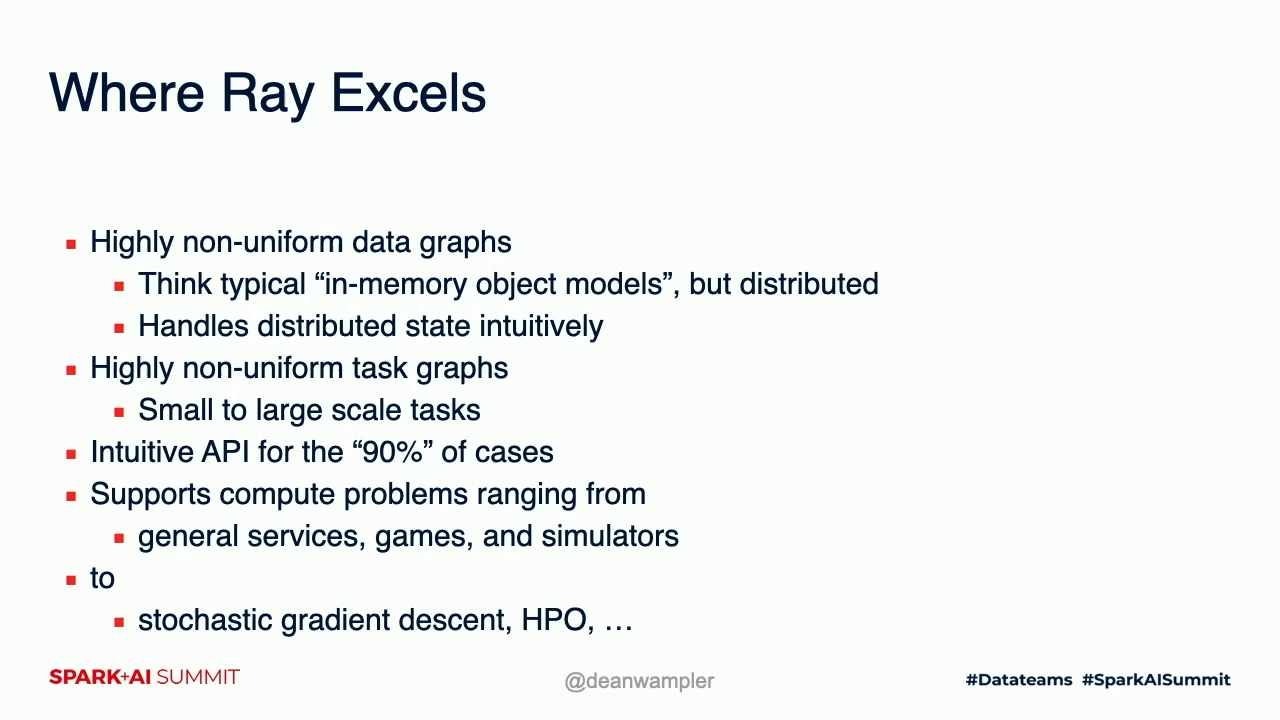 Where Ray Excels
Highly non-uniform data graphs
Think typical “in-memory object models”, but distributed
Handles distributed state intuitively
Highly non-uniform task graphs
Small to large scale tasks
Intuitive API for the “90%” of cases
Supports compute problems ranging from
general services, games, and simulators
to
stochastic gradient descent, HPO, …
SPARK+AI SUMMIT
@deanwampler
#Datateams #SparkAISummit